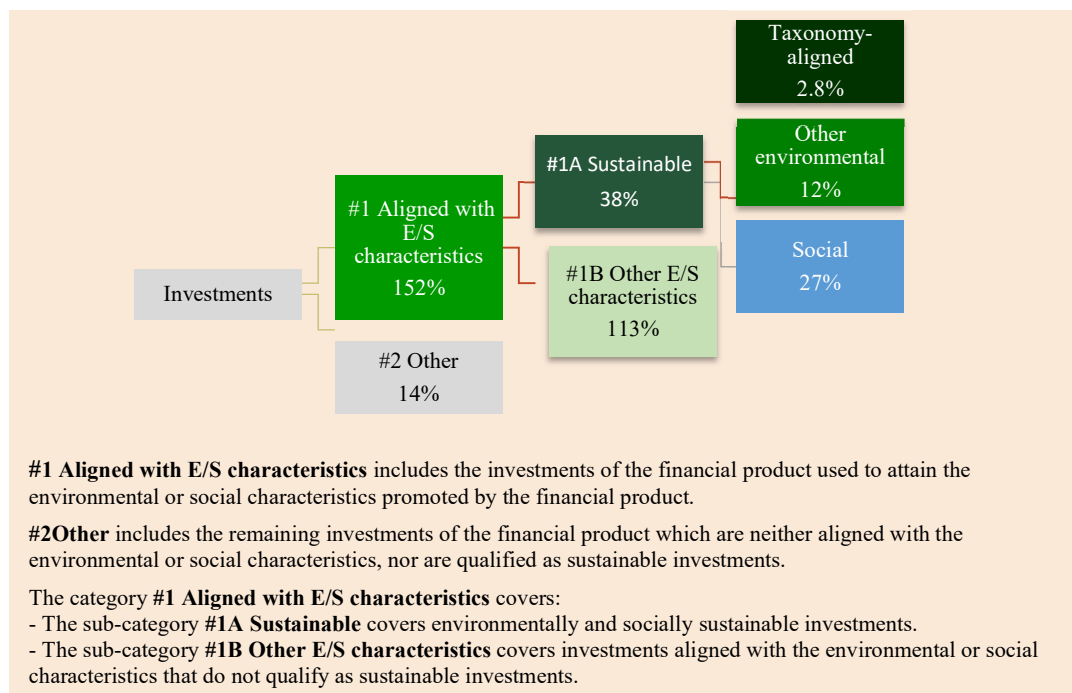 Investments
#1 Aligned with
E/S
characteristics
152%
#2 Other
14%
#1A Sustainable
38%
#1B Other E/S
characteristics
113%
Taxonomy-
aligned
2.8%
Other
environmental
12%
Social
27%
#1 Aligned with E/S characteristics includes the investments of the financial product used to attain the
environmental or social characteristics promoted by the financial product.
#2Other includes the remaining investments of the financial product which are neither aligned with the
environmental or social characteristics, nor are qualified as sustainable investments.
The category #1 Aligned with E/S characteristics covers:
- The sub-category #1A Sustainable covers environmentally and socially sustainable investments.
- The sub-category #1B Other E/S characteristics covers investments aligned with the environmental or social
characteristics that do not qualify as sustainable investments.